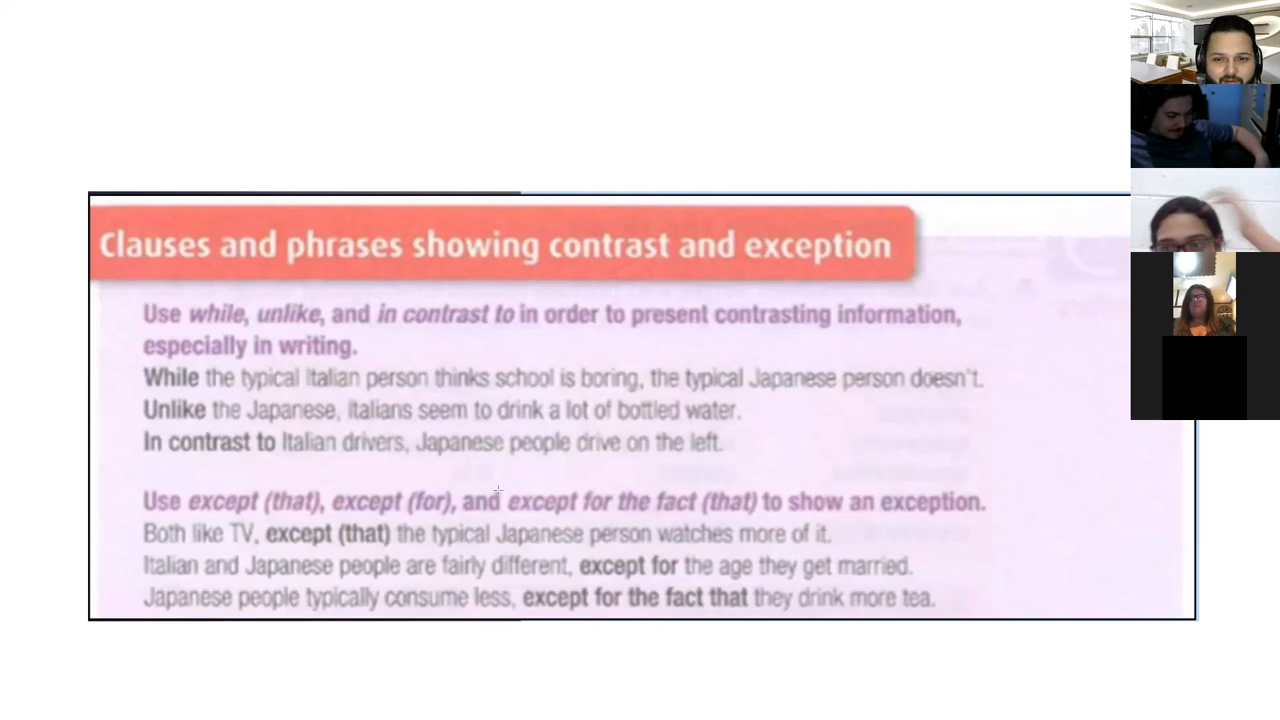 Clauses and phrases showing contrast and exception
Use while, unlike, and in contrast to in order to present contrasting information,
especially in writing.
While the typical Italian person thinks school is boring, the typical Japanese person doesn't.
Unlike the Japanese, Italians seem to drink a lot of bottled water.
In contrast to Italian drivers, Japanese people drive on the left.
Use except (that), except (for), and except for the fact (that) to show an exception.
Both like TV, except (that) the typical Japanese person watches more of it.
Italian and Japanese people are fairly different, except for the age they get married.
Japanese people typically consume less, except for the fact that they drink more tea.